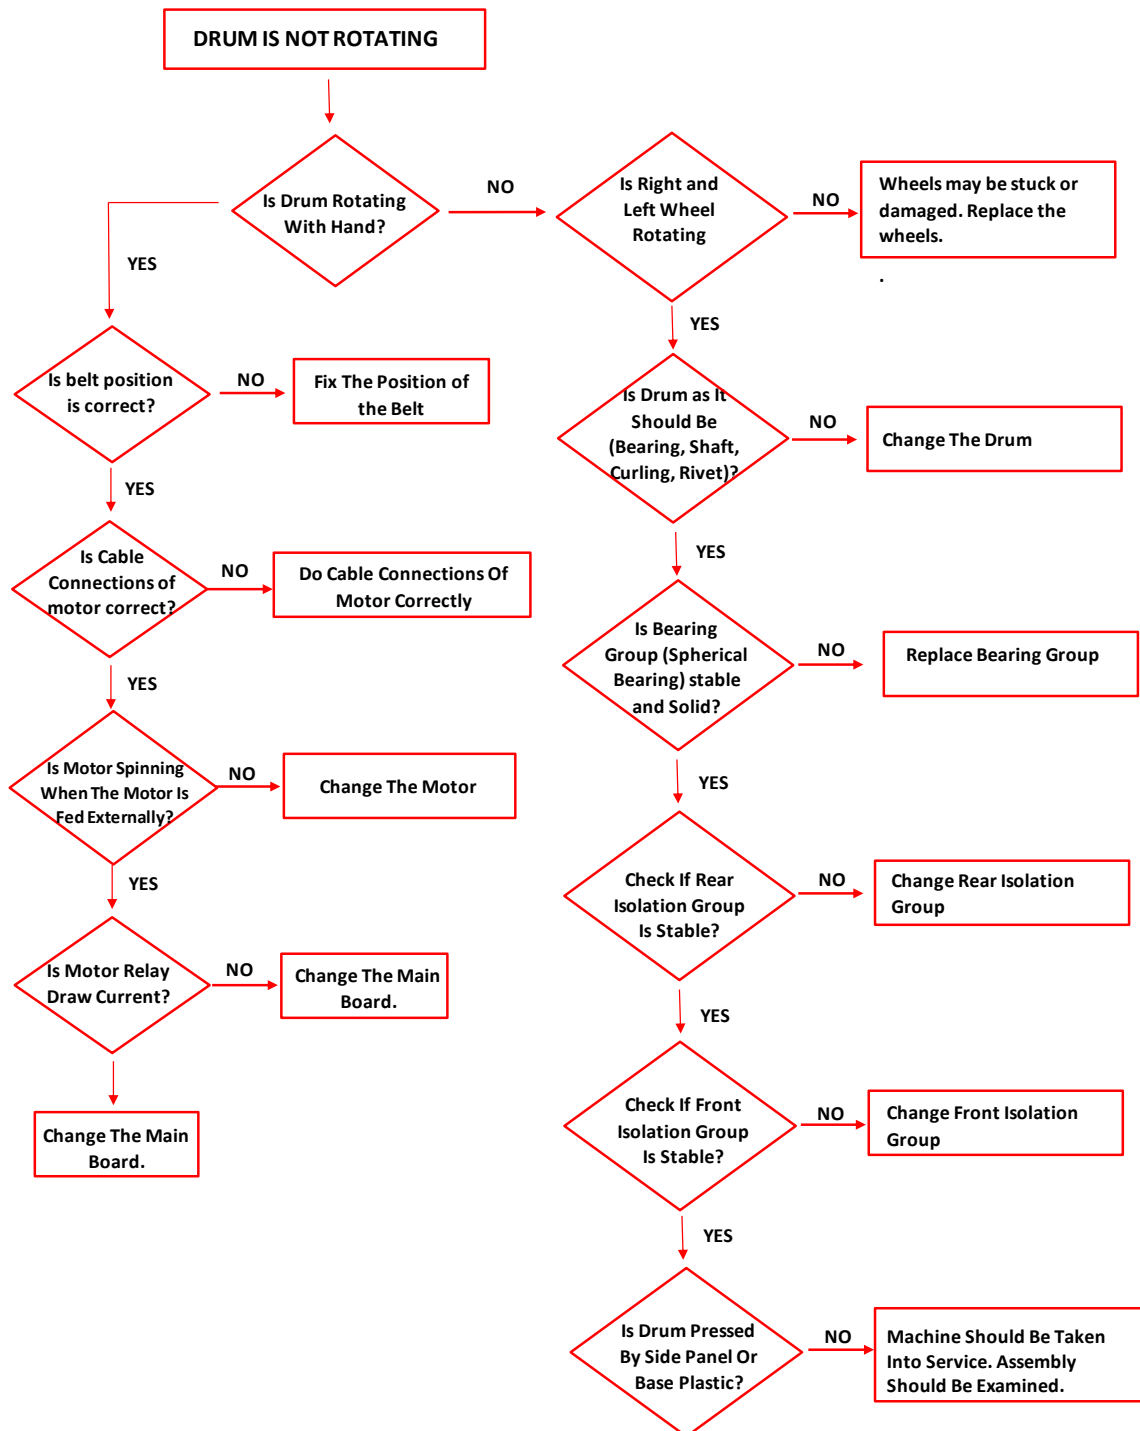 DRUM IS NOT ROTATING
Is Drum Rotating
With Hand?
NO
Is Right and
Left Wheel
Rotating
NO
Wheels may be stuck or
damaged. Replace the
wheels.
.
YES
YES
Is belt position
is correct?
NO
Fix The Position of
the Belt
Is Drum as It
Should Be
(Bearing, Shaft,
Curling, Rivet)?
NO
Change The Drum
YES
YES
Is Cable
Connections of
motor correct?
NO
Do Cable Connections Of
Motor Correctly
Is Bearing
Group (Spherical
Bearing) stable
and Solid?
NO
Replace Bearing Group
YES
YES
Is Motor Spinning
When The Motor Is
Fed Externally?
NO
Change The Motor
Check If Rear
Isolation Group
Is Stable?
NO
Change Rear Isolation
Group
YES
YES
Is Motor Relay
Draw Current?
NO
Change The Main
Board.
Change The Main
Board.
Check If Front
Isolation Group
Is Stable?
NO
Change Front Isolation
Group
YES
Is Drum Pressed
By Side Panel Or
Base Plastic?
NO
Machine Should Be Taken
Into Service. Assembly
Should Be Examined.